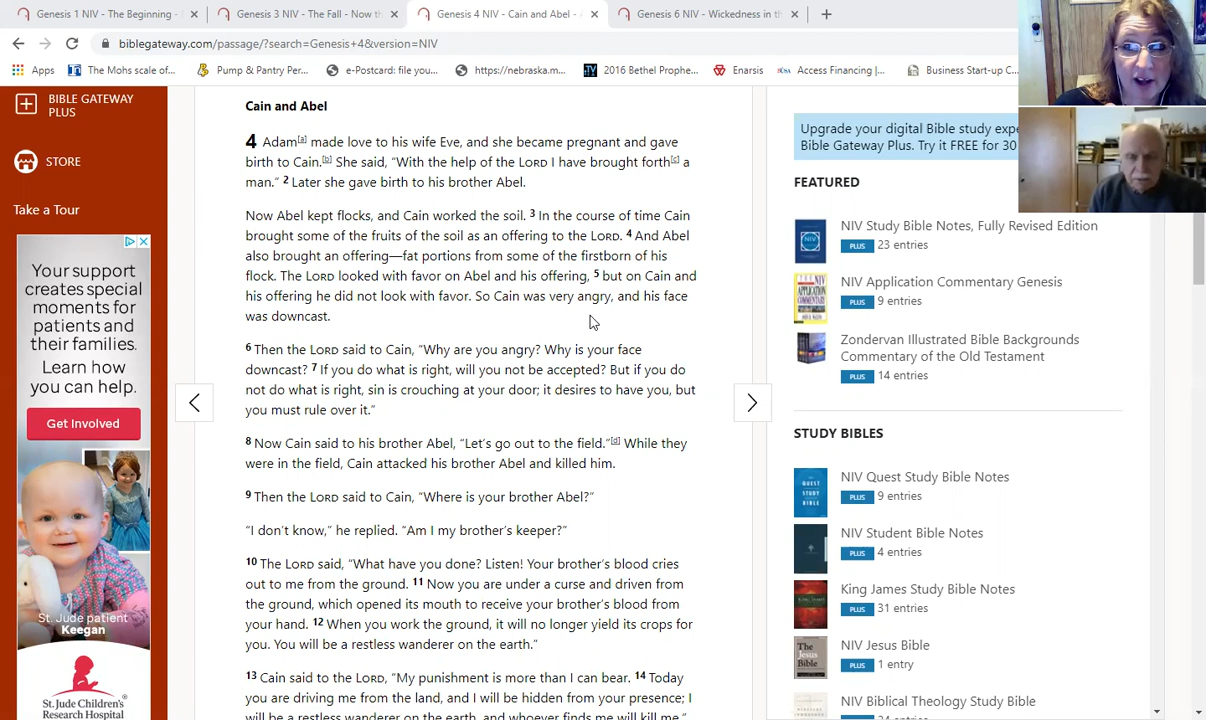 Genesis 1 NIV - The Beginning -
Genesis 3 NIV - The Fall - Now th
Genesis 4 NIV - Cain and Abel -
Genesis 6 NIV - Wickedness in th
biblegateway.com/passage/?search=Genesis+4&version=NIV
Apps
The Mohs scale of...
Pump & Pantry Per...
e-Postcard: file you...
https://nebraska.m...
2016 Bethel Prophe...
Enarsis
Access Financing |...
Business Start-up C...
BIBLE GATEWAY
PLUS
STORE
Take a Tour
Your support
creates special
moments for
patients and
their families.
Learn how
you can help.
Get Involved
St. Jude patient
Keegan
St. Jude Children's
Research Hospital
Cain and Abel
4 Adam[a] made love to his wife Eve, and she became pregnant and gave
birth to Cain.[b] She said, “With the help of the LORD I have brought forth[c] a
man.” 2 Later she gave birth to his brother Abel.
Now Abel kept flocks, and Cain worked the soil. 3 In the course of time Cain
brought some of the fruits of the soil as an offering to the LORD. 4 And Abel
also brought an offering—fat portions from some of the firstborn of his
flock. The LORD looked with favor on Abel and his offering, 5 but on Cain and
his offering he did not look with favor. So Cain was very angry, and his face
was downcast.
6 Then the LORD said to Cain, “Why are you angry? Why is your face
downcast? 7 If you do what is right, will you not be accepted? But if you do
not do what is right, sin is crouching at your door; it desires to have you, but
you must rule over it.”
8 Now Cain said to his brother Abel, “Let’s go out to the field.”[d] While they
were in the field, Cain attacked his brother Abel and killed him.
9 Then the LORD said to Cain, “Where is your brother Abel?”
“I don’t know,” he replied. “Am I my brother’s keeper?”
10 The LORD said, “What have you done? Listen! Your brother’s blood cries
out to me from the ground. 11 Now you are under a curse and driven from
the ground, which opened its mouth to receive your brother’s blood from
your hand. 12 When you work the ground, it will no longer yield its crops for
you. You will be a restless wanderer on the earth.”
13 Cain said to the LORD, “My punishment is more than I can bear. 14 Today
you are driving me from the land, and I will be hidden from your presence; I
will be a restless wanderer on the earth, and whoever finds me will kill me.”
Upgrade your digital Bible study expe
Bible Gateway Plus. Try it FREE for 30
FEATURED
NIV Study Bible Notes, Fully Revised Edition
PLUS 23 entries
NIV Application Commentary Genesis
PLUS 9 entries
Zondervan Illustrated Bible Backgrounds
Commentary of the Old Testament
PLUS 14 entries
STUDY BIBLES
NIV Quest Study Bible Notes
PLUS 9 entries
NIV Student Bible Notes
PLUS 4 entries
King James Study Bible Notes
PLUS 31 entries
NIV Jesus Bible
PLUS 1 entry
NIV Biblical Theology Study Bible